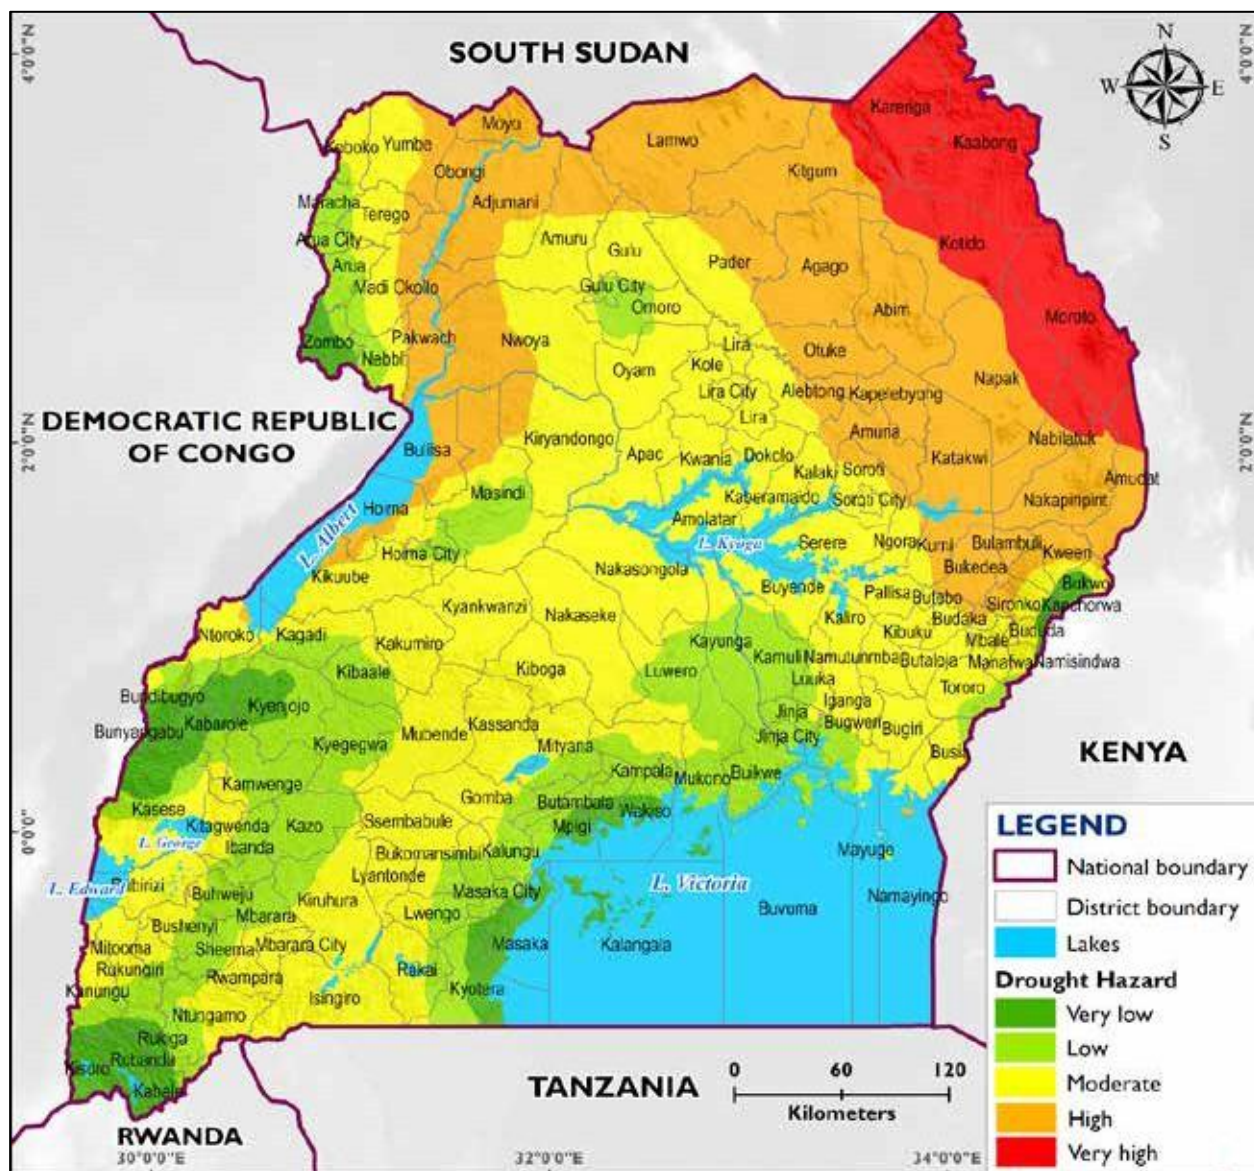 4°0'0"N
4°0'0"N
SOUTH SUDAN
N
W
E
S
Karenga
Moyo
Lamwo
Kaabong
Koboko
Yumbe
Obongi
Kitgum
Adjumani
Maracha
Terego
Arua City
Amuru
Gulu
Kotido
Arua
Pader
Agago
Madi Okollo
Gulu City
Omoro
Abim
Moroto
Zombo
Pakwach
Nwoya
Lira
Otuke
Nebbi
Oyam
Kole
Napak
Lira City
Alebtong
Kapelebyong
DEMOCRATIC REPUBLIC
OF CONGO
2°0'0"N
2°0'0"N
Lira
Kiryandongo
Amuria
Nabilatuk
Buliisa
Apac
Kwania
Dokolo
Katakwi
Kalaki
Soroti
Amudat
Masindi
Kaberamaido
Soroti City
Nakapiripirit
Hoima
L. Albert
Amolatar
L. Kyoga
Serere
Ngora
Kumi
Bulambuli
Kween
Hoima City
Bukedea
Kikuube
Nakasongola
Buyende
Pallisa
Butebo
Bukwo
Sironko
Kapchorwa
Kyankwanzi
Nakaseke
Kaliro
Budaka
Ntoroko
Kagadi
Kakumiro
Kibuku
Mbale
Bududa
Kayunga
Kamuli
Namutumba
Butaleja
Manafwa
Namisindwa
Kibaale
Kiboga
Luwero
Luuka
Tororo
Bundibugyo
Kyenjojo
Iganga
Bunyangabu
Kabarole
Kassanda
Jinja
Bugweri
Kyegegwa
Mubende
Mityana
Jinja City
Bugiri
Busia
KENYA
Kampala
Mukono
Buikwe
Kamwenge
Gomba
Butambala
Wakiso
Kasese
Kitagwenda
Kazo
Ssembabule
Mpigi
0°0'0"
L. George
Ibanda
Bukomansimbi
Kalungu
Mayuge
L. Edward
Rubirizi
Buhweju
Lyantonde
Masaka City
L. Victoria
Kiruhura
Namayingo
Bushenyi
Mbarara
Lwengo
Buvuma
Mitooma
Sheema
Mbarara City
Masaka
Kalangala
Rukungiri
Rwampara
Rakai
Kanungu
Isingiro
Kyotera
Ntungamo
Rukiga
Rubanda
Kisoro
Kabale
TANZANIA
RWANDA
0
60
120
Kilometers
LEGEND
National boundary
District boundary
Lakes
Drought Hazard
Very low
Low
Moderate
High
Very high
30°0'0"E
32°0'0"E
34°0'0"E